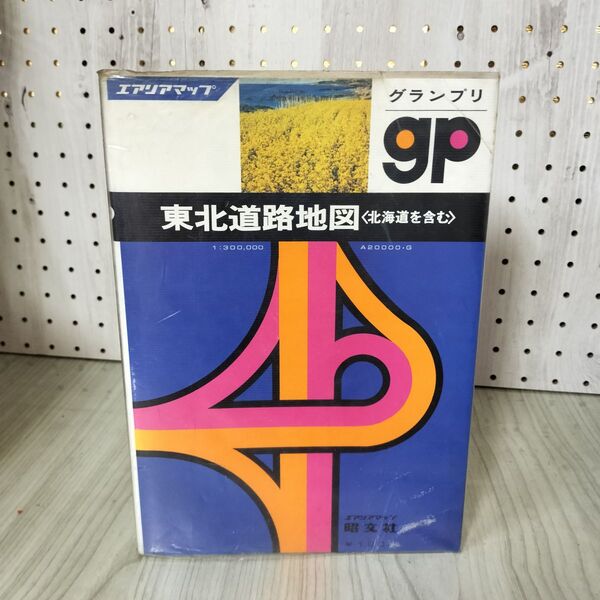 エアリアマップ
グランプリ
gp
東北道路地図〈北海道を含む〉
1:300,000 A20000・G
エアリアマップ
昭文社